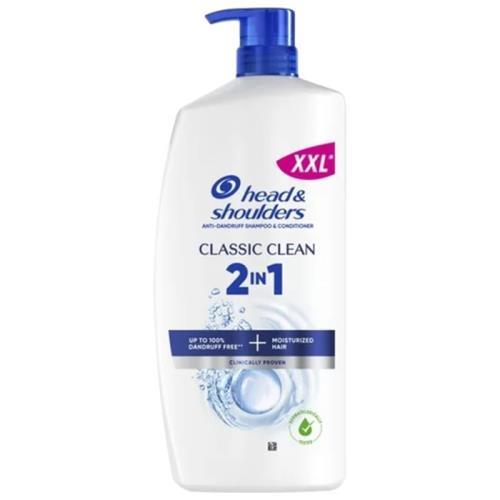 XXL*
head&
shoulders
ANTI-DANDRUFF SHAMPOO & CONDITIONER
CLASSIC CLEAN
2IN1
UP TO 100%
DANDRUFF FREE**
+
MOISTURIZED
HAIR
CLINICALLY PROVEN